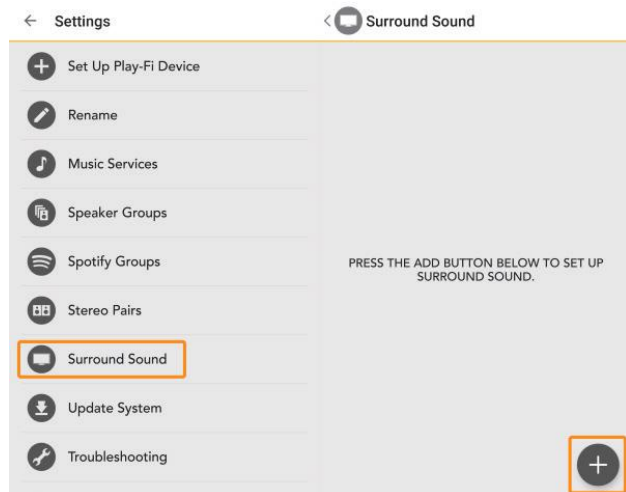 Settings
Set Up Play-Fi Device
Rename
Music Services
Speaker Groups
Spotify Groups
Stereo Pairs
Surround Sound
Update System
Troubleshooting
Surround Sound
PRESS THE ADD BUTTON BELOW TO SET UP
SURROUND SOUND.